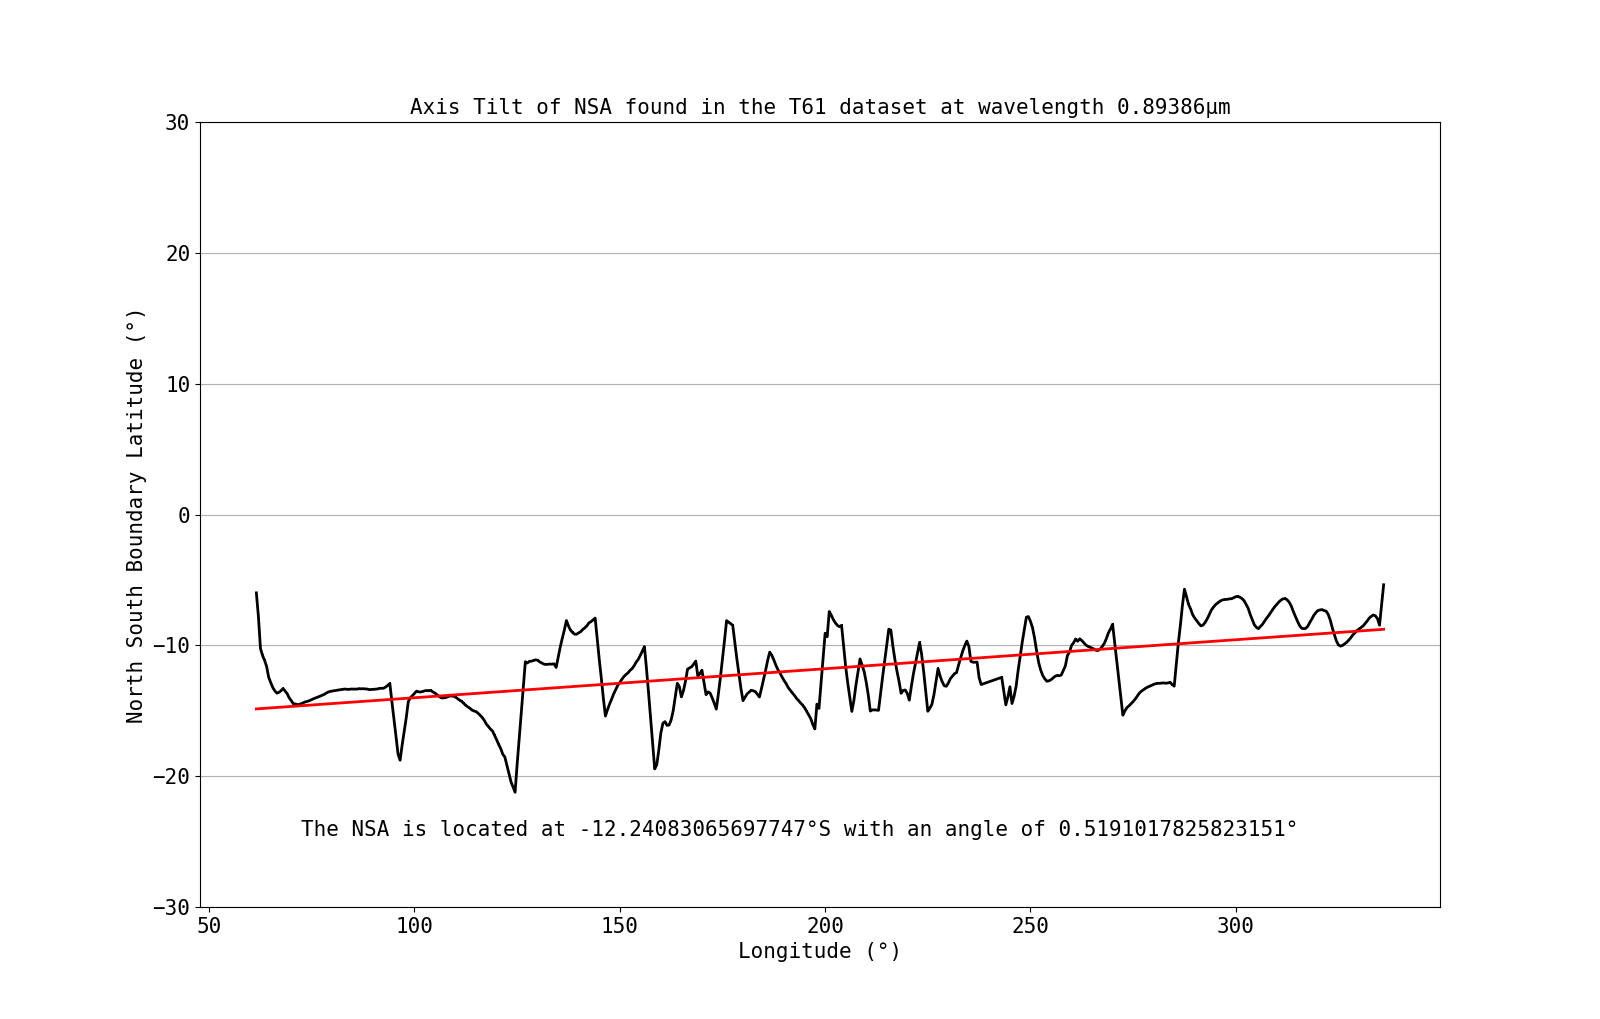 Axis Tilt of NSA found in the T61 dataset at wavelength 0.89386μm
30
20
10
0
−10
−20
−30
North South Boundary Latitude (°)
The NSA is located at -12.24083065697747°S with an angle of 0.5191017825823151°
50 100 150 200 250 300
Longitude (°)